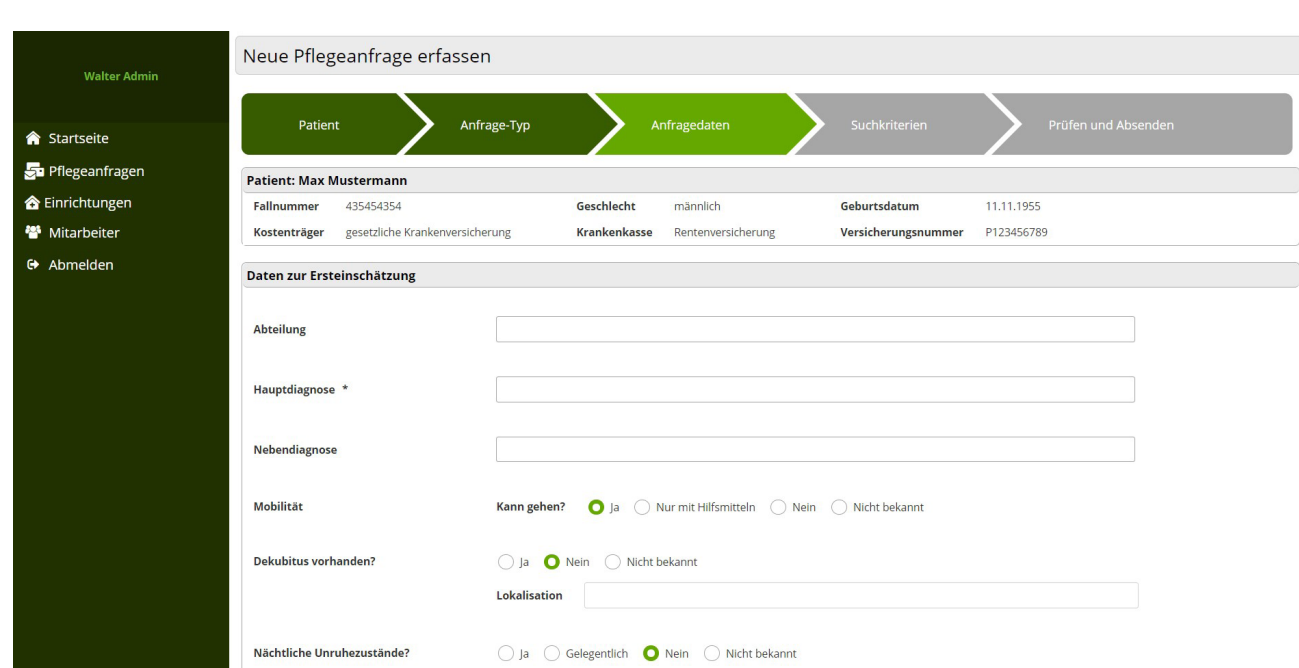 Walter Admin
Startseite
Pflegeanfragen
Einrichtungen
Mitarbeiter
Abmelden
Neue Pflegeanfrage erfassen
Patient Anfrage-Typ Anfragedaten Suchkriterien Prüfen und Absenden
Patient: Max Mustermann
Fallnummer 435454354 Geschlecht männlich Geburtsdatum 11.11.1955
Kostenträger gesetzliche Krankenversicherung Krankenkasse Rentenversicherung Versicherungsnummer P123456789
Daten zur Ersteinschätzung
Abteilung
Hauptdiagnose *
Nebendiagnose
Mobilität Kann gehen? Ja Nur mit Hilfsmitteln Nein Nicht bekannt
Dekubitus vorhanden? Ja Nein Nicht bekannt
Lokalisation
Nächtliche Unruhezustände? Ja Gelegentlich Nein Nicht bekannt